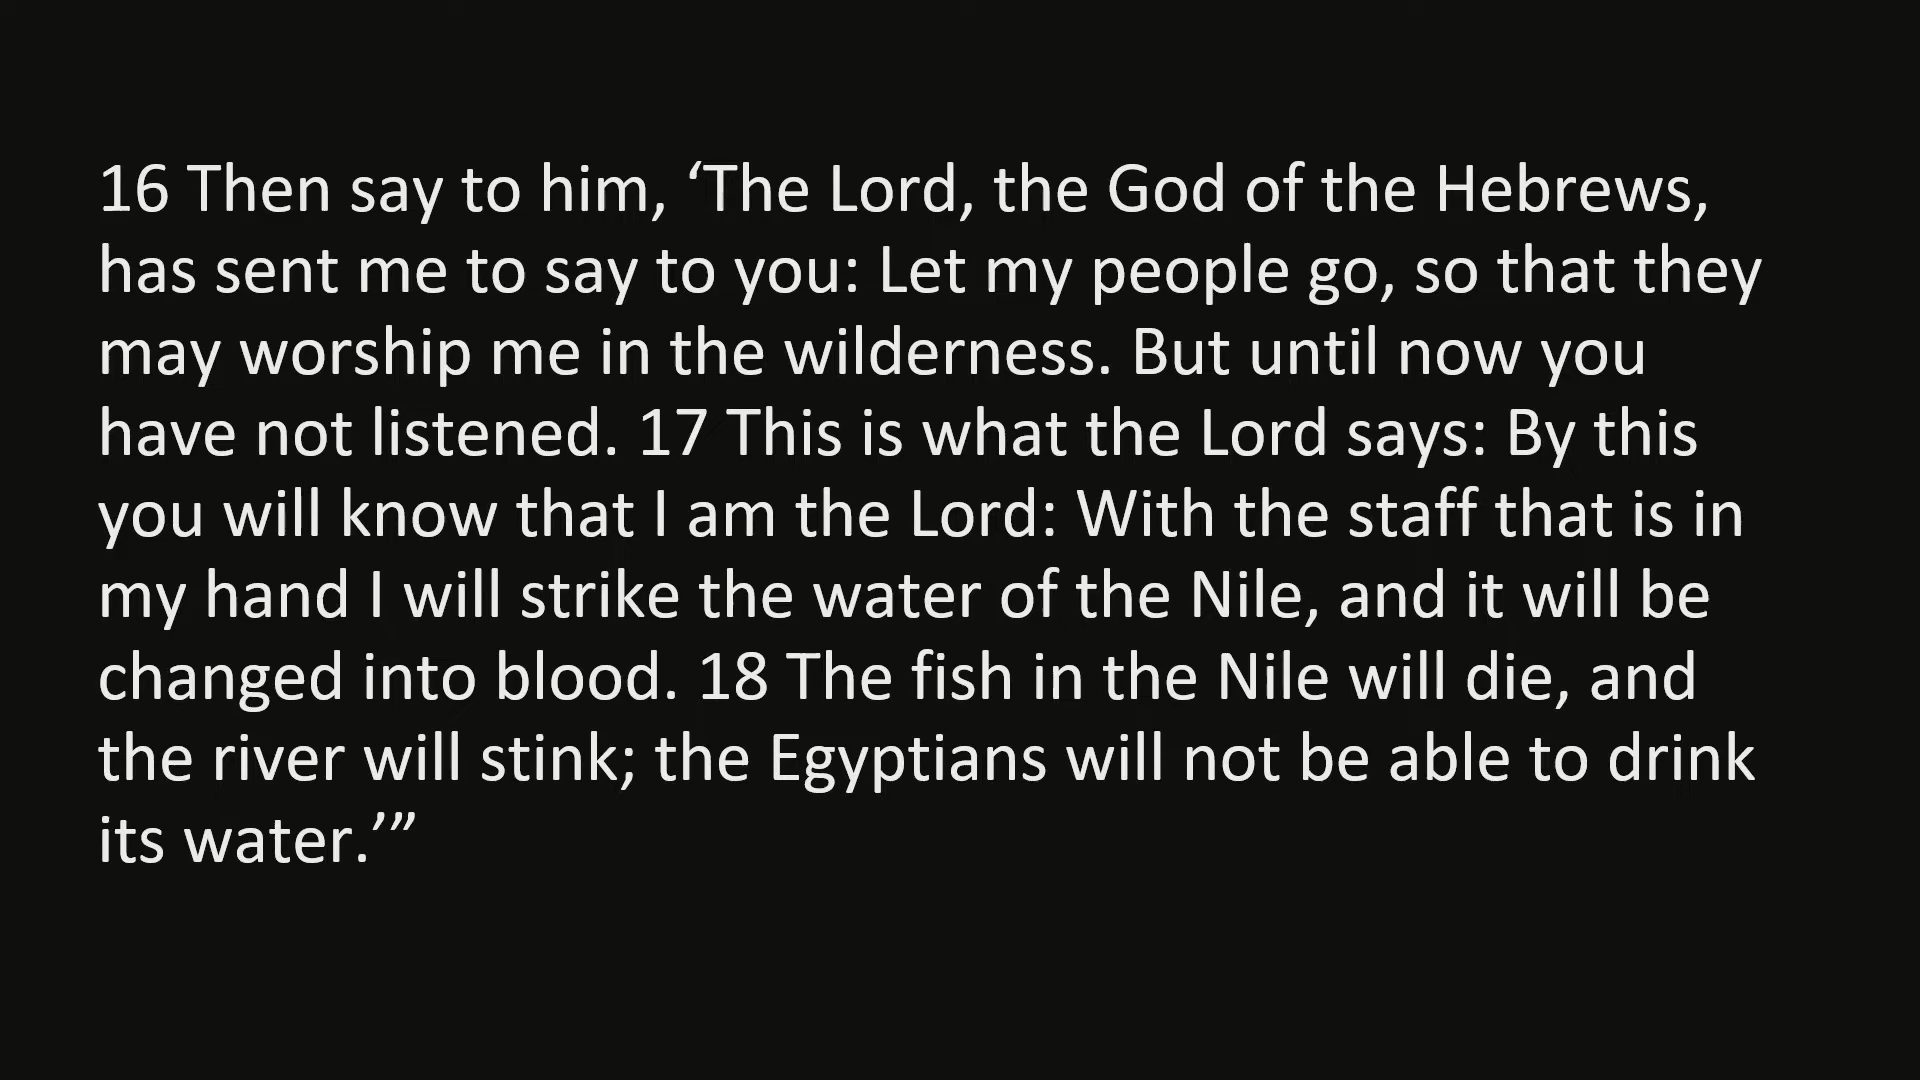 16 Then say to him, ‘The Lord, the God of the Hebrews,
has sent me to say to you: Let my people go, so that they
may worship me in the wilderness. But until now you
have not listened. 17 This is what the Lord says: By this
you will know that I am the Lord: With the staff that is in
my hand I will strike the water of the Nile, and it will be
changed into blood. 18 The fish in the Nile will die, and
the river will stink; the Egyptians will not be able to drink
its water.’”